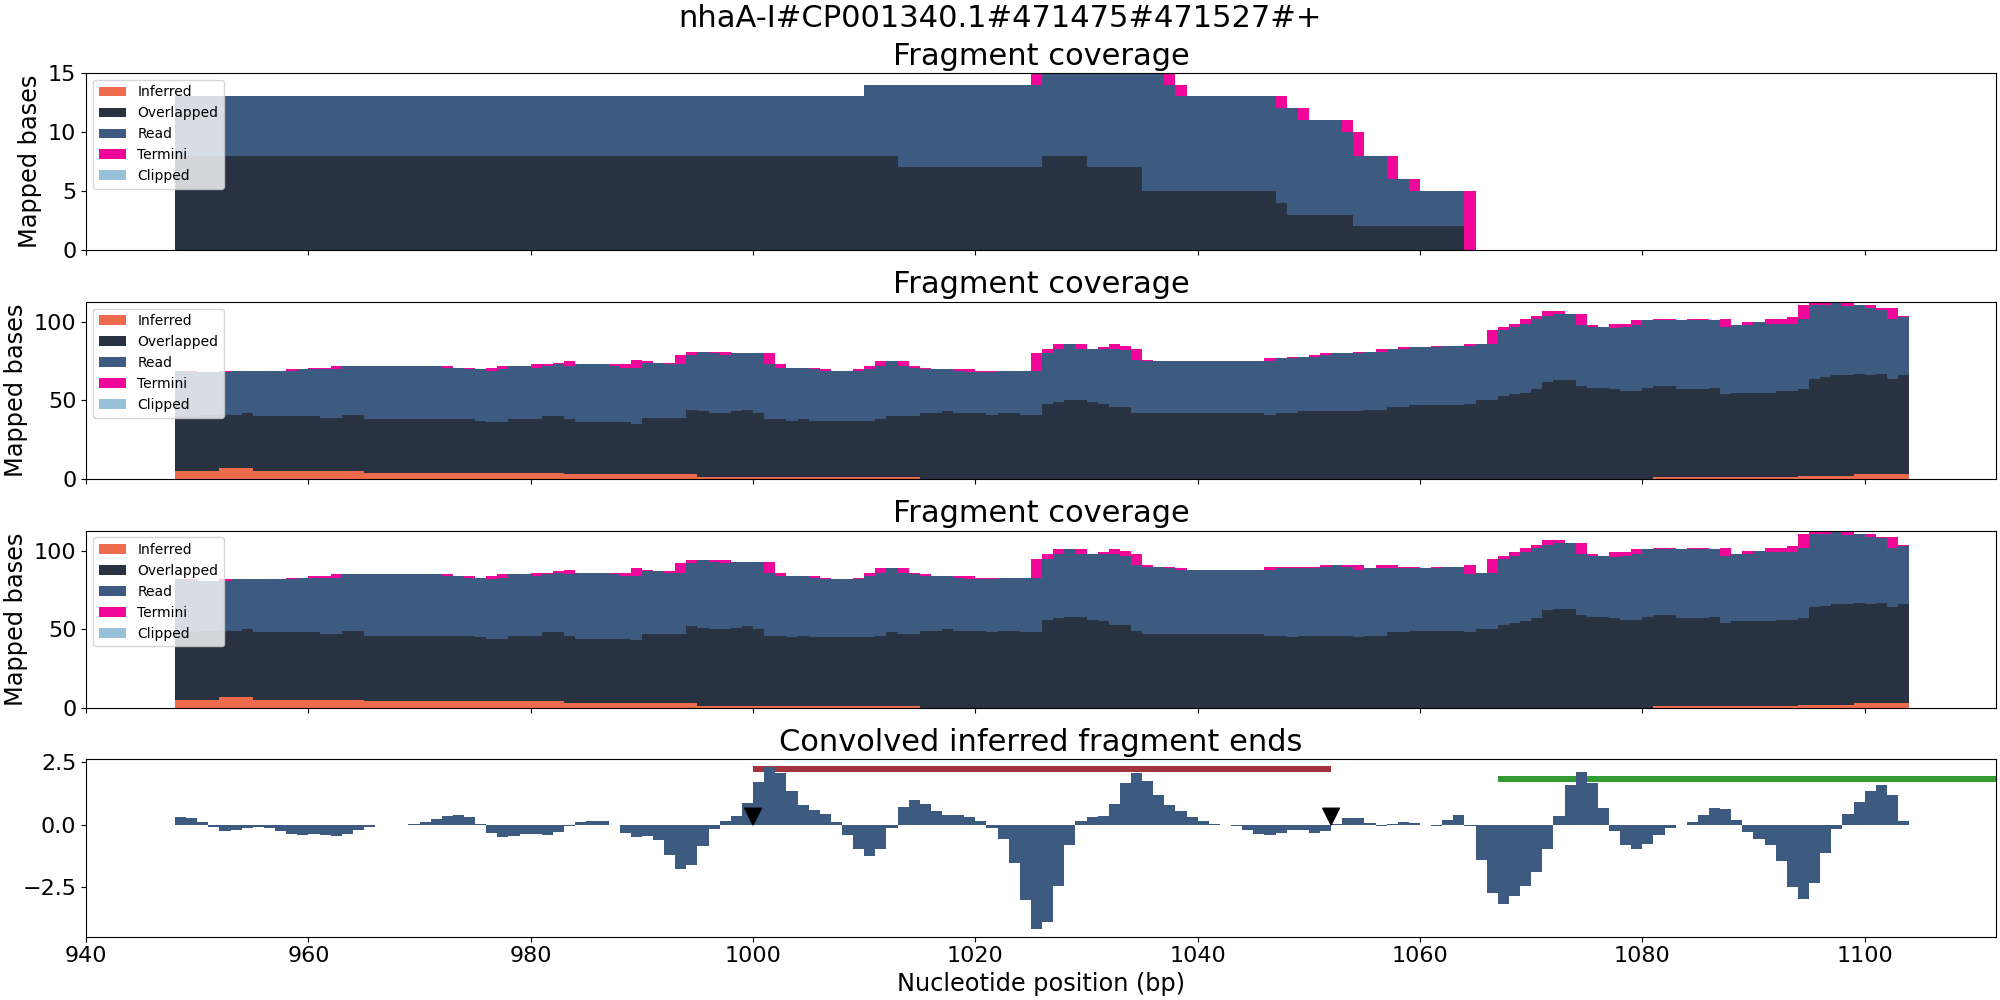 nhaA-I#CP001340.1#471475#471527#+
Fragment coverage
Mapped bases
15
10
5
0
Inferred
Overlapped
Read
Termini
Clipped
Fragment coverage
Mapped bases
100
50
0
Inferred
Overlapped
Read
Termini
Clipped
Fragment coverage
Mapped bases
100
50
0
Inferred
Overlapped
Read
Termini
Clipped
Convolved inferred fragment ends
2.5
0.0
−2.5
940 960 980 1000 1020 1040 1060 1080 1100
Nucleotide position (bp)